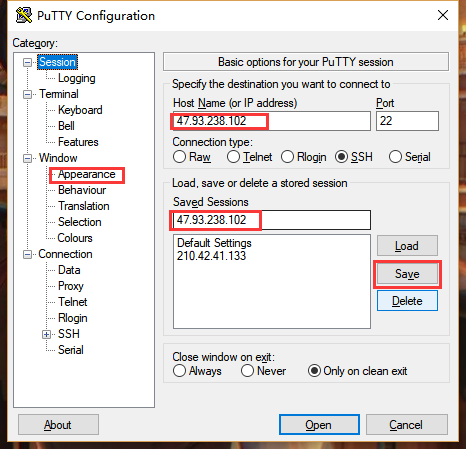 PuTTY Configuration
Category:
Session
Logging
Terminal
Keyboard
Bell
Features
Window
Appearance
Behaviour
Translation
Selection
Colours
Connection
Data
Proxy
Telnet
Rlogin
SSH
Serial
Basic options for your PuTTY session
Specify the destination you want to connect to
Host Name (or IP address) Port
47.93.238.102 22
Connection type:
Raw Telnet Rlogin SSH Serial
Load, save or delete a stored session
Saved Sessions
47.93.238.102
Default Settings
210.42.41.133
Load
Save
Delete
Close window on exit:
Always Never Only on clean exit
About Open Cancel